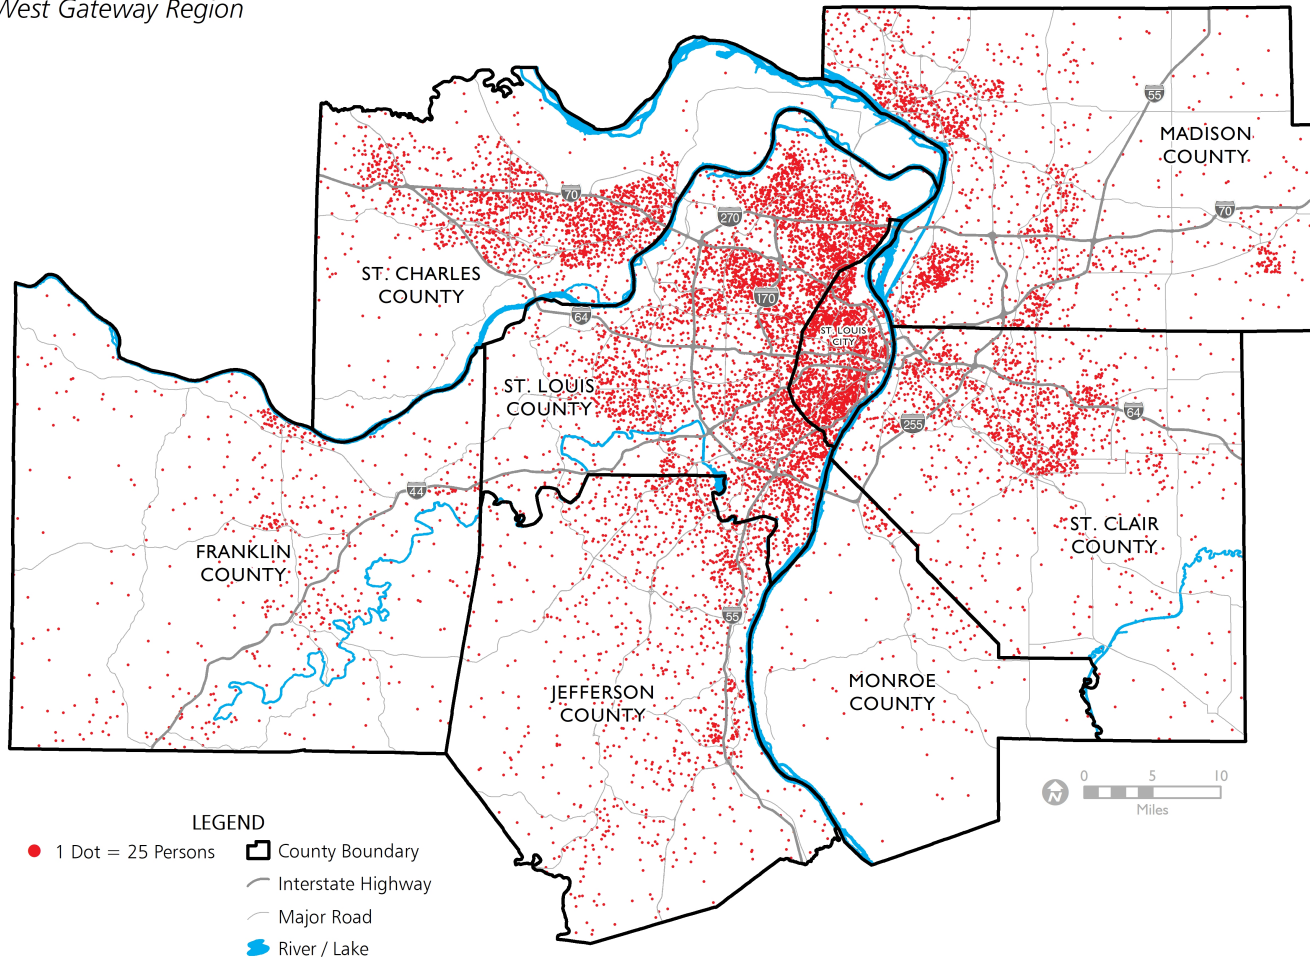 West Gateway Region
55
MADISON
COUNTY
70
70
270
ST. CHARLES
COUNTY
170
64
ST. LOUIS
CITY
ST. LOUIS
COUNTY
64
255
44
FRANKLIN
COUNTY
ST. CLAIR
COUNTY
55
JEFFERSON
COUNTY
MONROE
COUNTY
0 5 10
Miles
N
LEGEND
1 Dot = 25 Persons
County Boundary
Interstate Highway
Major Road
River / Lake